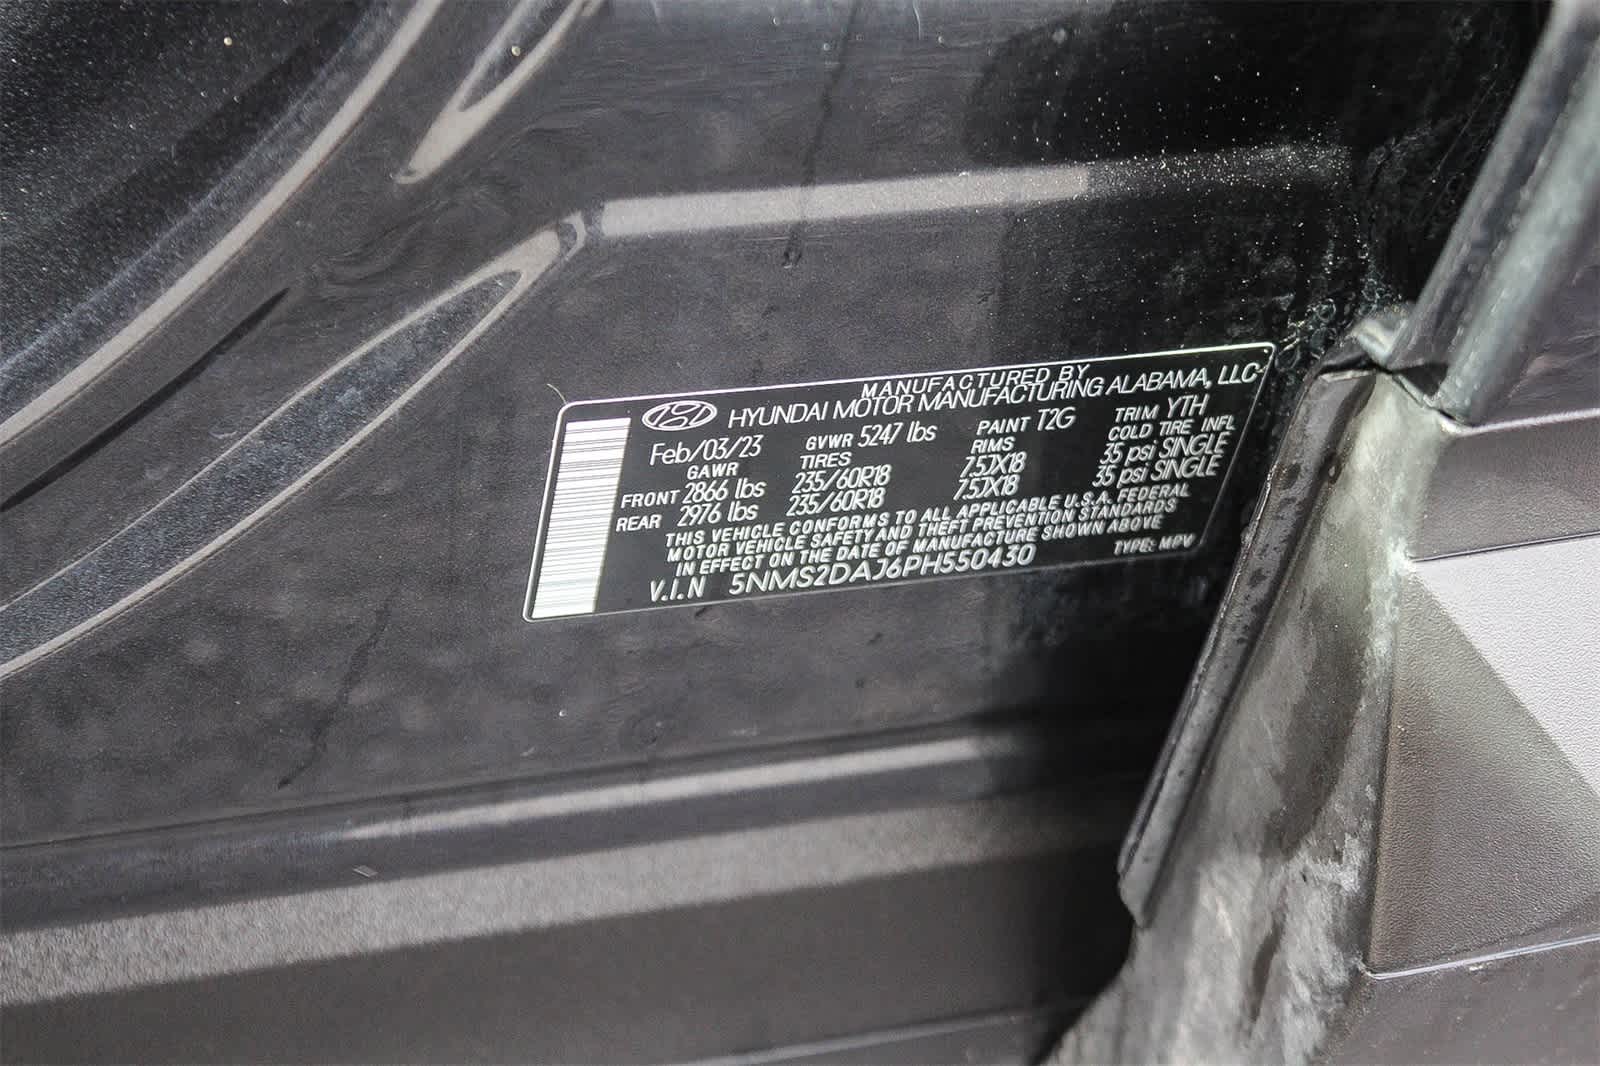 MANUFACTURED BY
HYUNDAI MOTOR MANUFACTURING ALABAMA, LLC
Feb/03/23 GVWR 5247 lbs PAINT T2G TRIM YTH
GAWR TIRES RIMS COLD TIRE INFL
FRONT 2866 lbs 235/60R18 7.5JX18 35 psi SINGLE
REAR 2976 lbs 235/60R18 7.5JX18 35 psi SINGLE
THIS VEHICLE CONFORMS TO ALL APPLICABLE U.S.A. FEDERAL
MOTOR VEHICLE SAFETY AND THEFT PREVENTION STANDARDS
IN EFFECT ON THE DATE OF MANUFACTURE SHOWN ABOVE
V.I.N 5NMS2DAJ6PH550430 TYPE: MPV